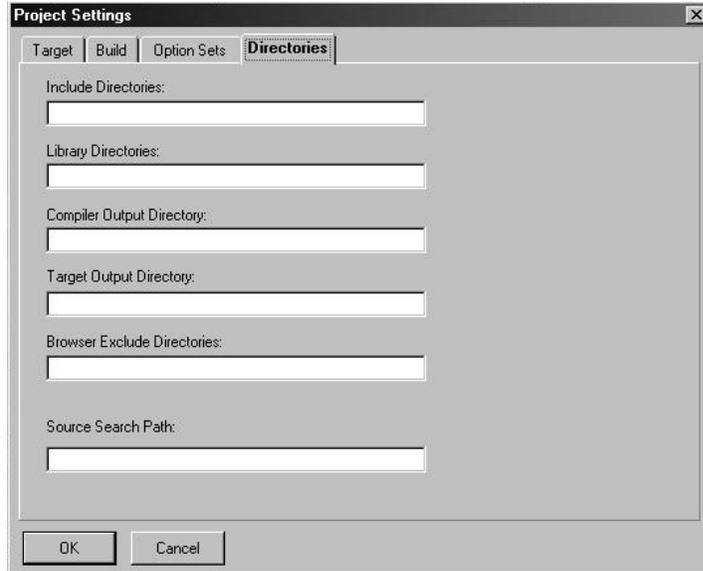 Project Settings
Target Build Option Sets Directories
Include Directories:
Library Directories:
Compiler Output Directory:
Target Output Directory:
Browser Exclude Directories:
Source Search Path:
OK Cancel